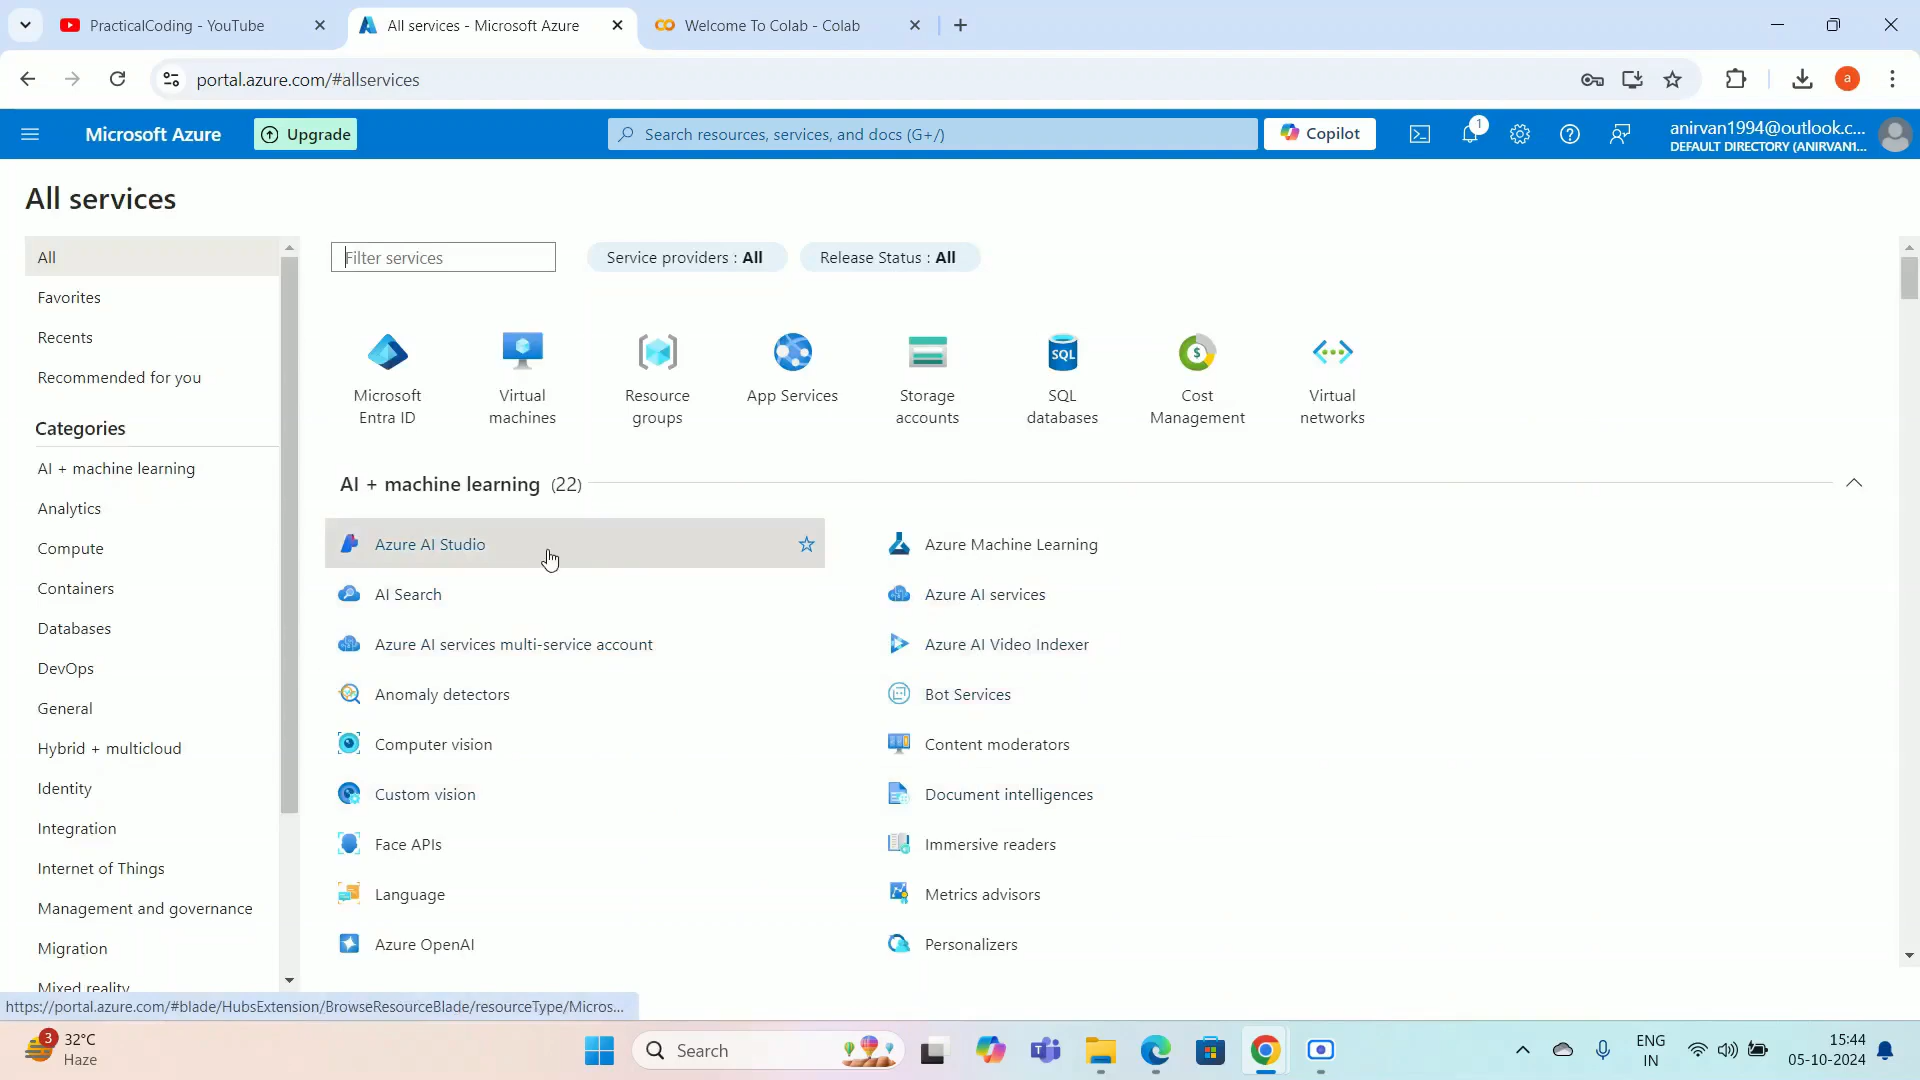 PracticalCoding - YouTube
All services - Microsoft Azure
Welcome To Colab - Colab
portal.azure.com/#allservices
a
Microsoft Azure
Upgrade
Search resources, services, and docs (G+/)
Copilot
1
anirvan1994@outlook.c...
DEFAULT DIRECTORY (ANIRVAN1...
All services
All
Favorites
Recents
Recommended for you
Categories
AI + machine learning
Analytics
Compute
Containers
Databases
DevOps
General
Hybrid + multicloud
Identity
Integration
Internet of Things
Management and governance
Migration
Mixed reality
Filter services
Service providers : All
Release Status : All
Microsoft
Entra ID
Virtual
machines
Resource
groups
App Services
Storage
accounts
SQL
SQL
databases
Cost
Management
Virtual
networks
AI + machine learning (22)
Azure AI Studio
Azure Machine Learning
AI Search
Azure AI services
Azure AI services multi-service account
Azure AI Video Indexer
Anomaly detectors
Bot Services
Computer vision
Content moderators
Custom vision
Document intelligences
Face APIs
Immersive readers
Language
Metrics advisors
Azure OpenAI
Personalizers
https://portal.azure.com/#blade/HubsExtension/BrowseResourceBlade/resourceType/Micros...
3
32°C
Haze
Search
ENG
IN
15:44
05-10-2024